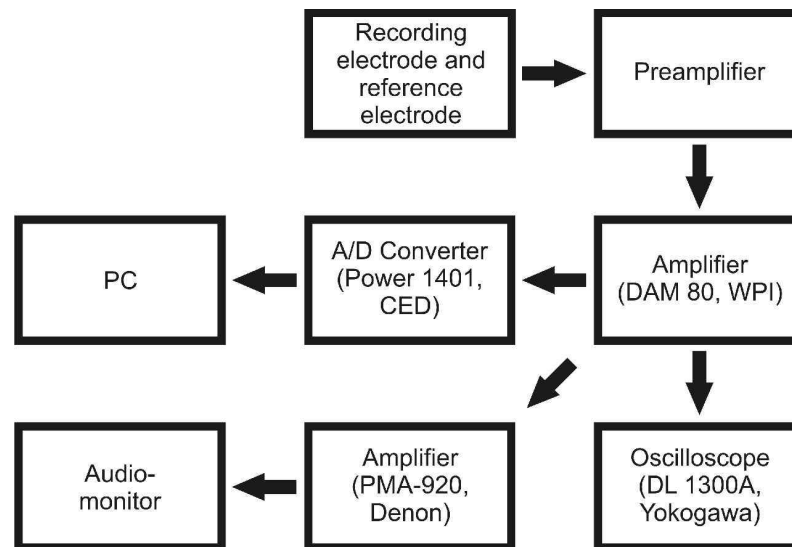 Recording
electrode and
reference
electrode
Preamplifier
PC
A/D Converter
(Power 1401,
CED)
Amplifier
(DAM 80, WPI)
Audio-
monitor
Amplifier
(PMA-920,
Denon)
Oscilloscope
(DL 1300A,
Yokogawa)